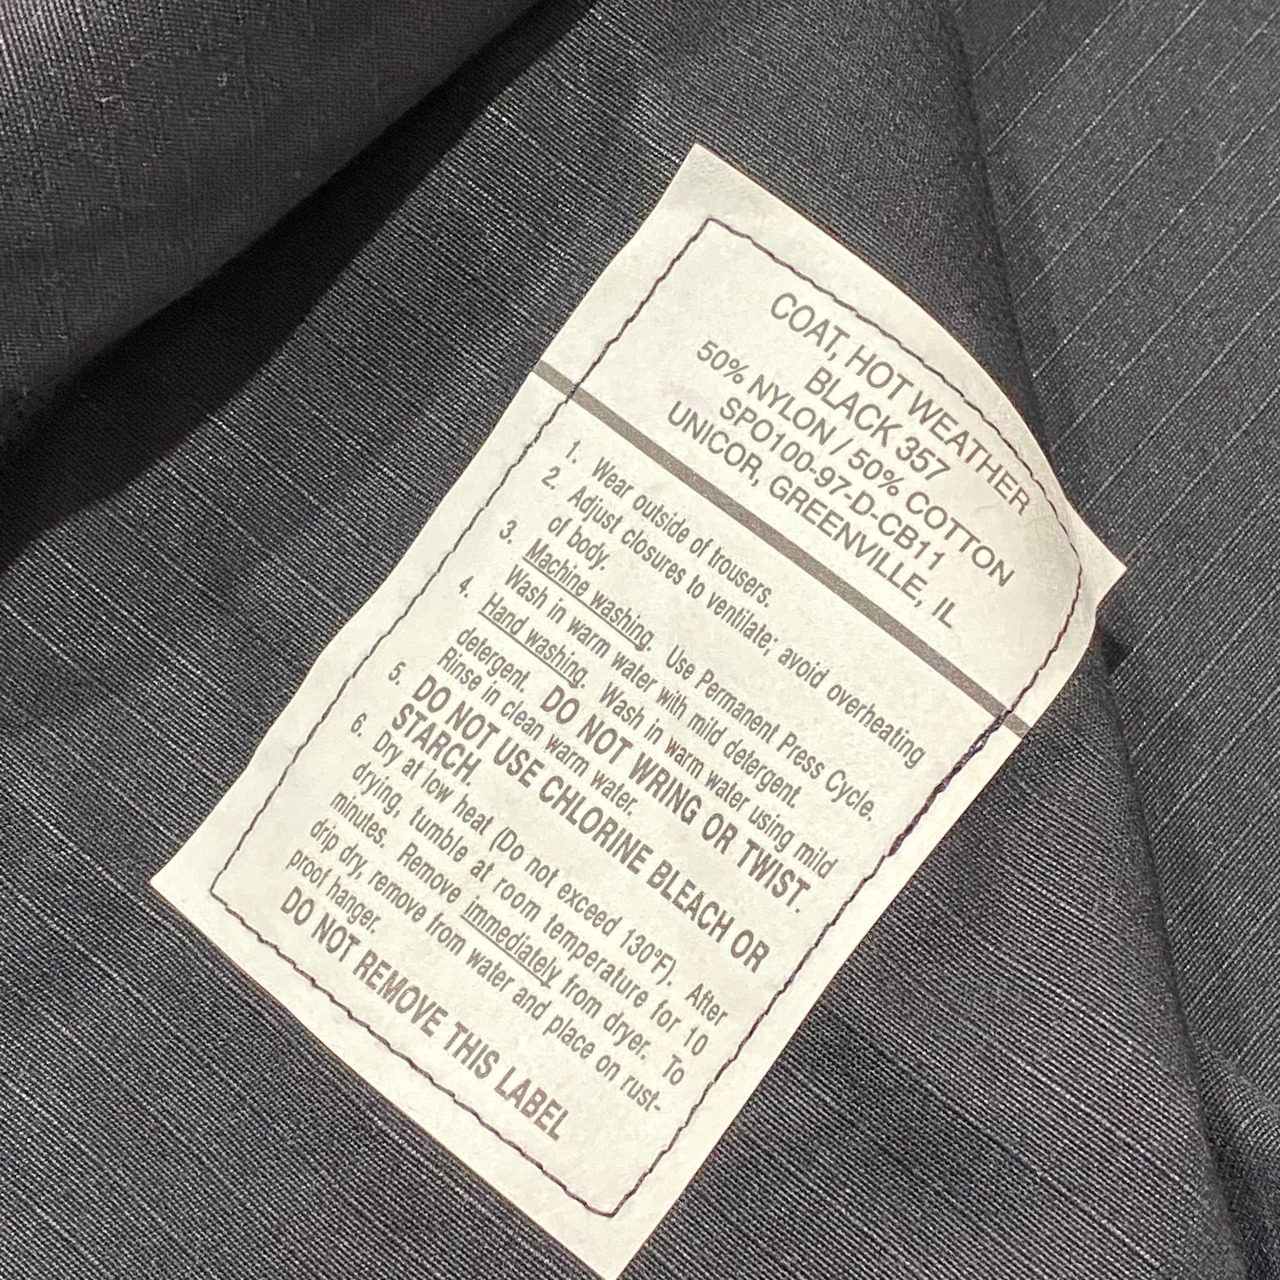 COAT, HOT WEATHER
BLACK 357
50% NYLON / 50% COTTON
SPO100-97-D-CB11
UNICOR, GREENVILLE, IL
1. Wear outside of trousers.
2. Adjust closures to ventilate; avoid overheating
of body.
3. Machine washing. Use Permanent Press Cycle.
Wash in warm water with mild detergent.
4. Hand washing. Wash in warm water using mild
detergent. DO NOT WRING OR TWIST.
Rinse in clean warm water.
5. DO NOT USE CHLORINE BLEACH OR
STARCH.
6. Dry at low heat (Do not exceed 130°F). After
drying, tumble at room temperature for 10
minutes. Remove immediately from dryer. To
drip dry, remove from water and place on rust-
proof hanger.
DO NOT REMOVE THIS LABEL